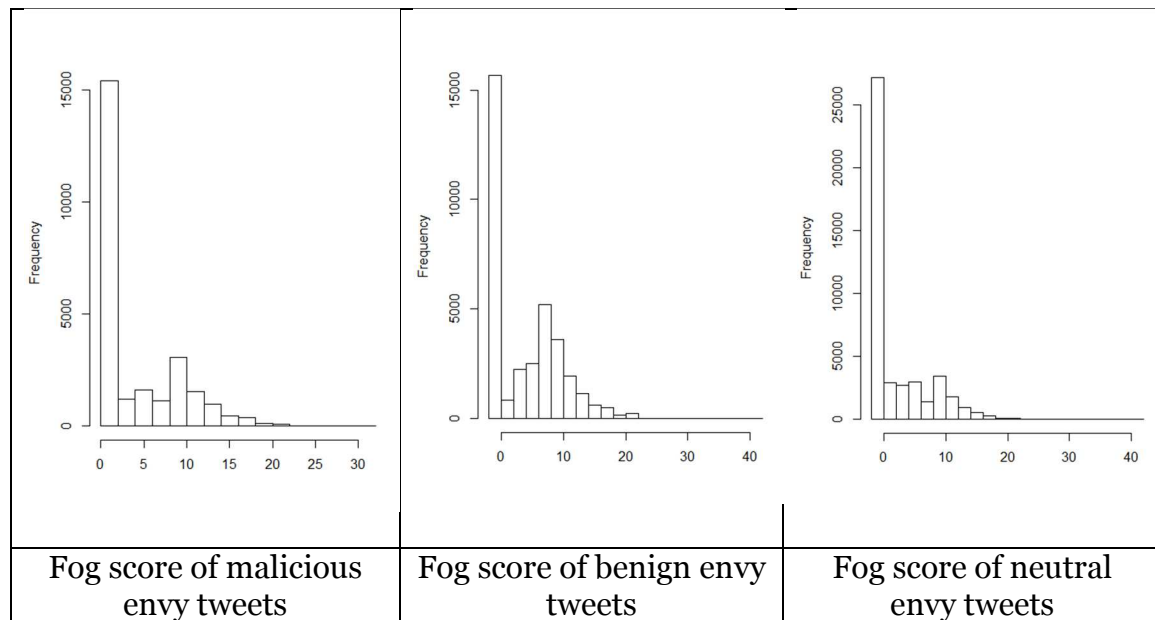 15000
10000
5000
0
Frequency
0 5 10 15 20 25 30
15000
10000
5000
0
Frequency
0 10 20 30 40
25000
20000
15000
10000
5000
0
Frequency
0 10 20 30 40
Fog score of malicious
envy tweets
Fog score of benign envy
tweets
Fog score of neutral
envy tweets